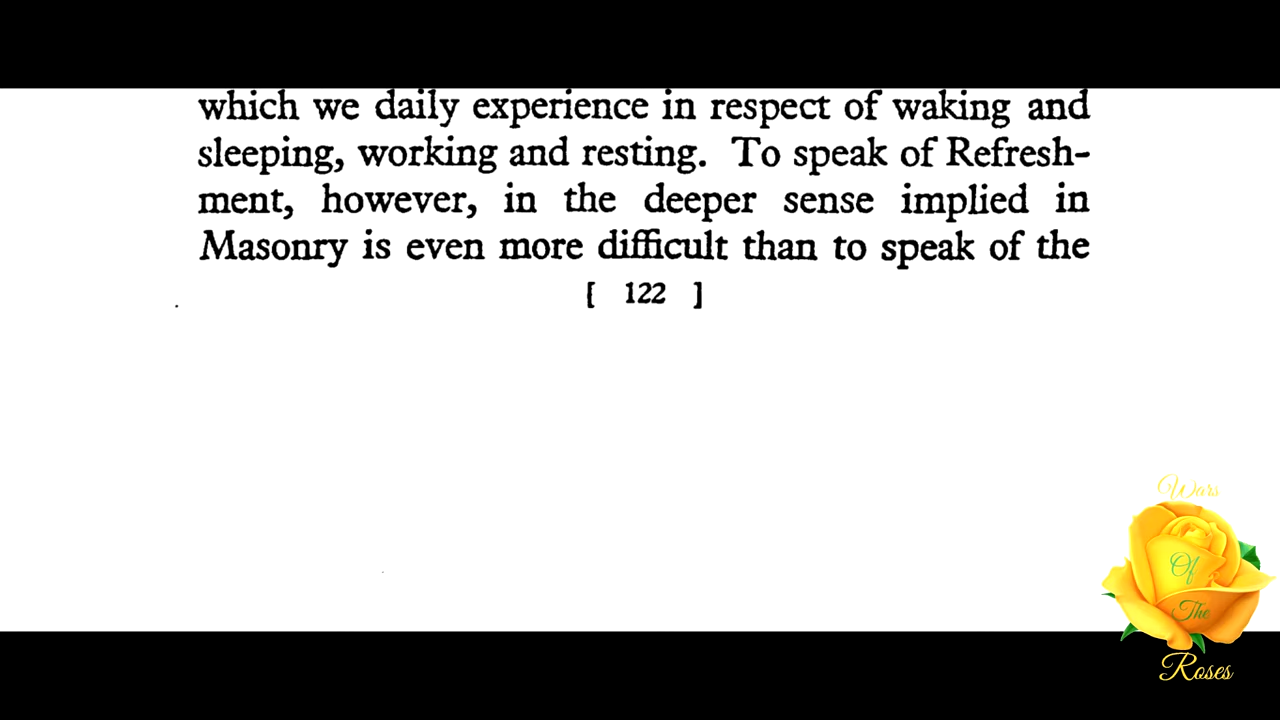 which we daily experience in respect of waking and
sleeping, working and resting. To speak of Refresh-
ment, however, in the deeper sense implied in
Masonry is even more difficult than to speak of the
[ 122 ]
Wars
Of
The
Roses